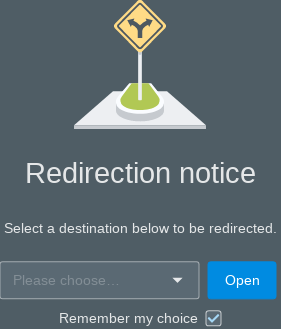 Redirection notice
Select a destination below to be redirected.
Please choose...
Open
Remember my choice